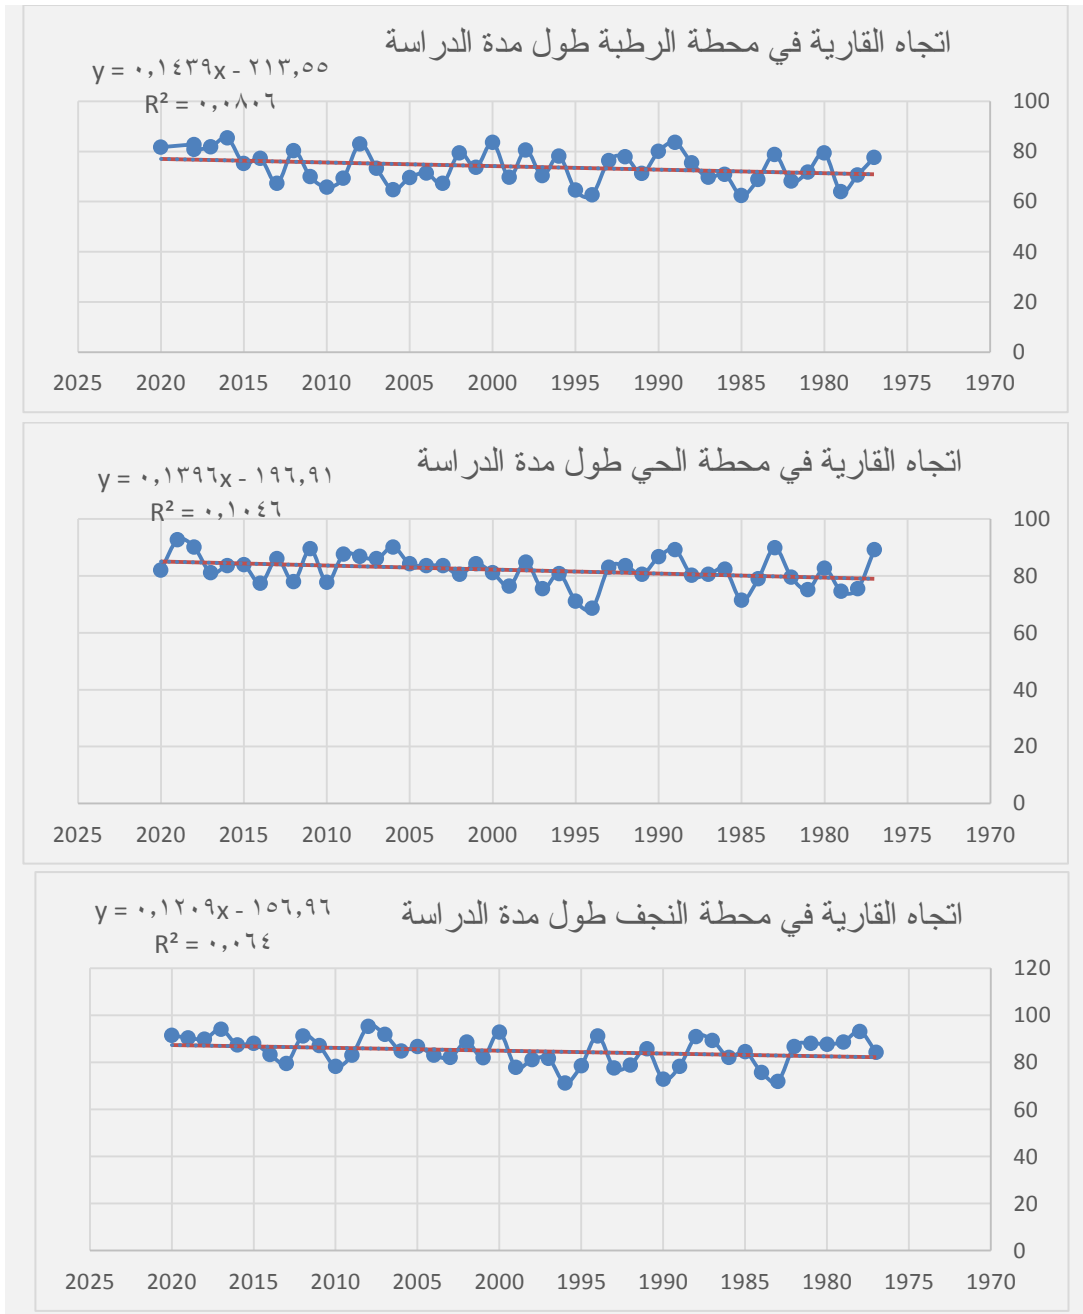 اتجاه القارية في محطة الرطبة طول مدة الدراسة
y = ٠,١٤٣٩x - ٢١٣,٥٥
R² = ٠,٠٨٠٦
100
80
60
40
20
0
2025 2020 2015 2010 2005 2000 1995 1990 1985 1980 1975 1970
اتجاه القارية في محطة الحي طول مدة الدراسة
y = ٠,١٣٩٦x - ١٩٦,٩١
R² = ٠,١٠٤٦
100
80
60
40
20
0
2025 2020 2015 2010 2005 2000 1995 1990 1985 1980 1975 1970
اتجاه القارية في محطة النجف طول مدة الدراسة
y = ٠,١٢٠٩x - ١٥٦,٩٦
R² = ٠,٠٦٤
120
100
80
60
40
20
0
2025 2020 2015 2010 2005 2000 1995 1990 1985 1980 1975 1970